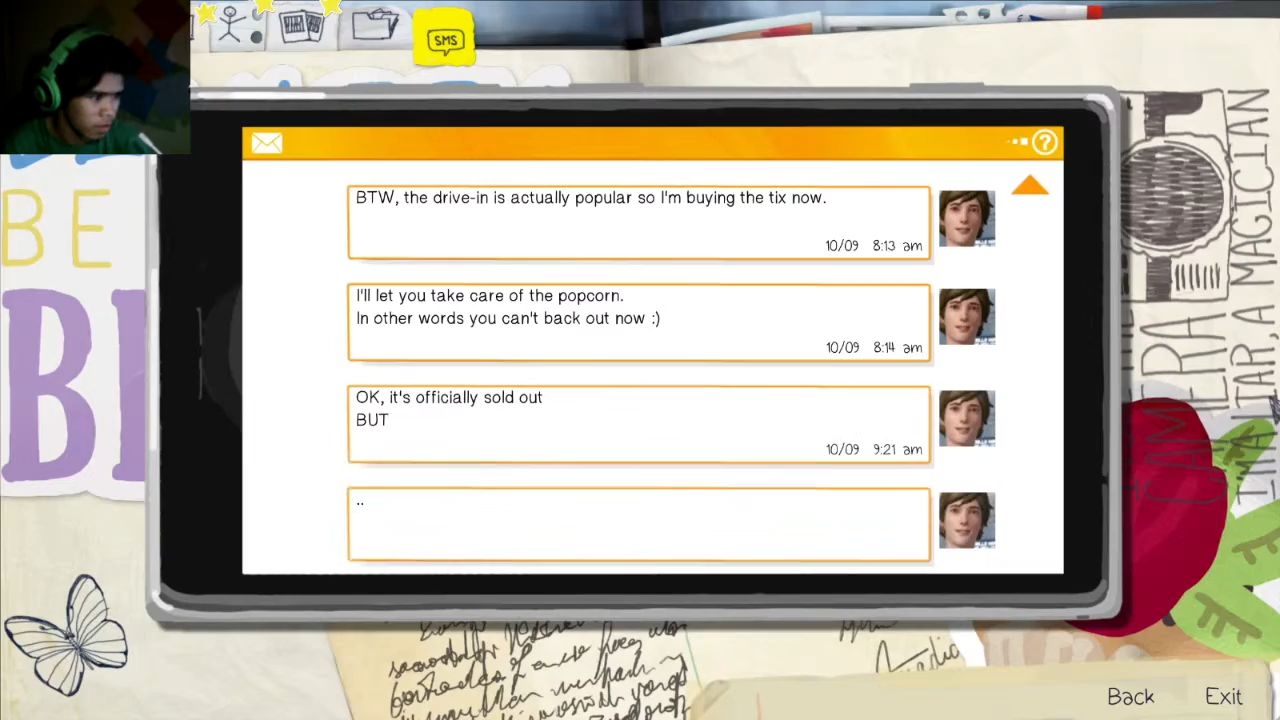 SMS
BTW, the drive-in is actually popular so I'm buying the tix now.
10/09 8:13 am
I'll let you take care of the popcorn.
In other words you can't back out now :)
10/09 8:14 am
OK, it's officially sold out
BUT
10/09 9:21 am
..
BE
Back
Exit